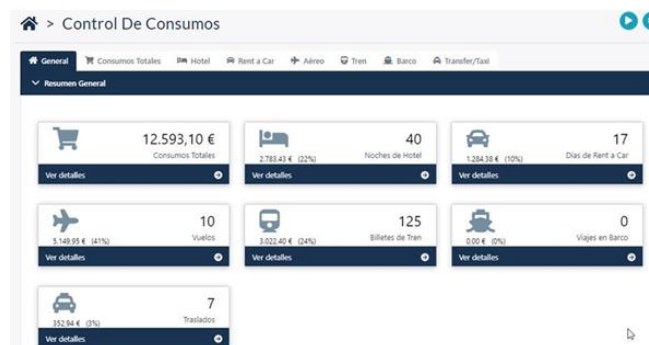 > Control De Consumos
General Consumos Totales Hotel Rent a Car Aéreo Tren Barco Transfer/Taxi
Resumen General
12.593,10 €
Consumos Totales
Ver detalles
40
2.783,43 € (22%) Noches de Hotel
Ver detalles
17
1.284,38 € (10%) Días de Rent a Car
Ver detalles
10
5.149,95 € (41%) Vuelos
Ver detalles
125
3.022,40 € (24%) Billetes de Tren
Ver detalles
0
0,00 € (0%) Viajes en Barco
Ver detalles
7
352,94 € (3%) Traslados
Ver detalles